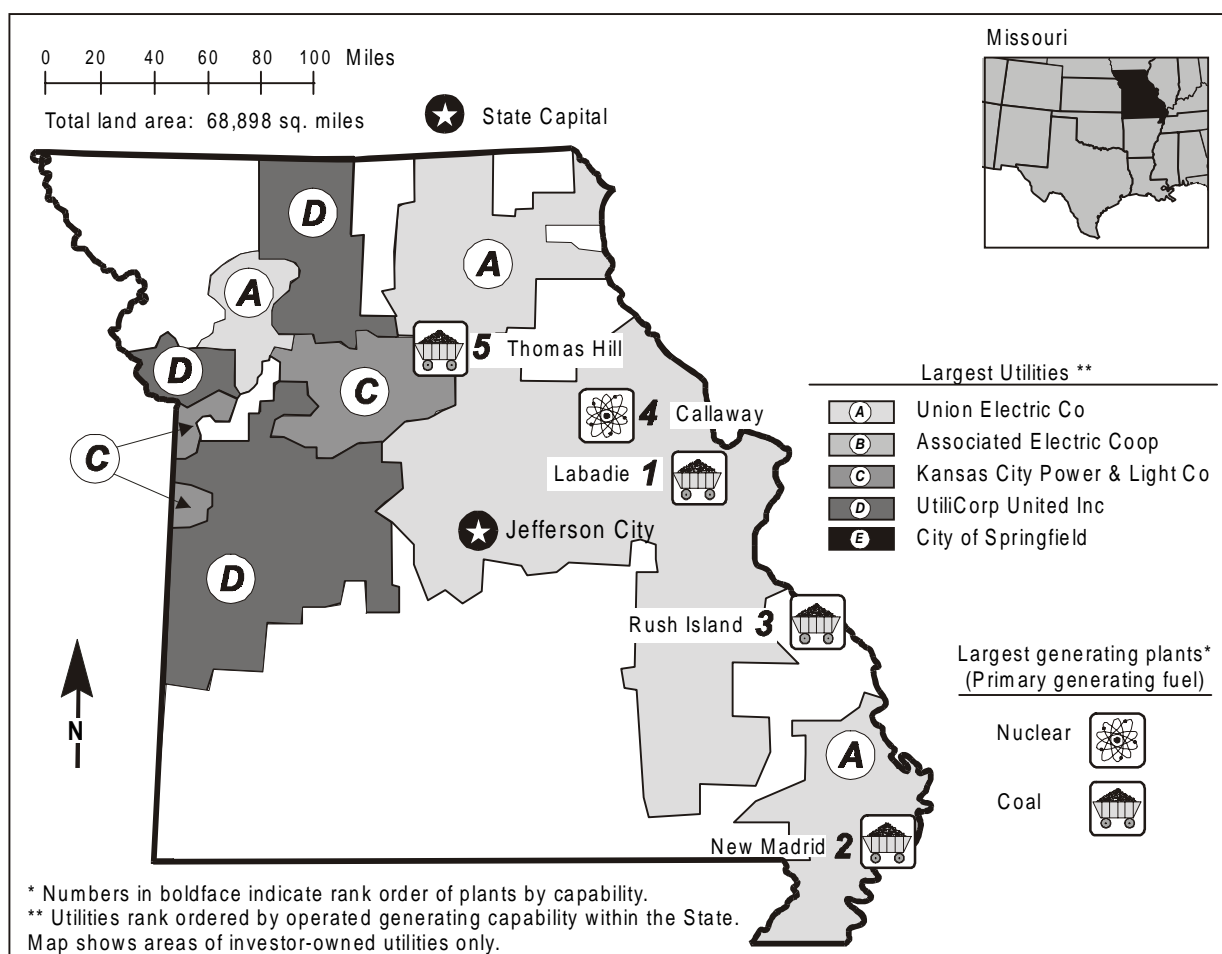 Missouri
0 20 40 60 80 100 Miles
Total land area: 68,898 sq. miles
State Capital
D
A
A
5 Thomas Hill
D
C
4 Callaway
Labadie 1
C
Jefferson City
D
Largest Utilities **
A Union Electric Co
B Associated Electric Coop
C Kansas City Power & Light Co
D UtiliCorp United Inc
E City of Springfield
Rush Island 3
Largest generating plants*
(Primary generating fuel)
Nuclear
Coal
N
A
New Madrid 2
* Numbers in boldface indicate rank order of plants by capability.
** Utilities rank ordered by operated generating capability within the State.
Map shows areas of investor-owned utilities only.